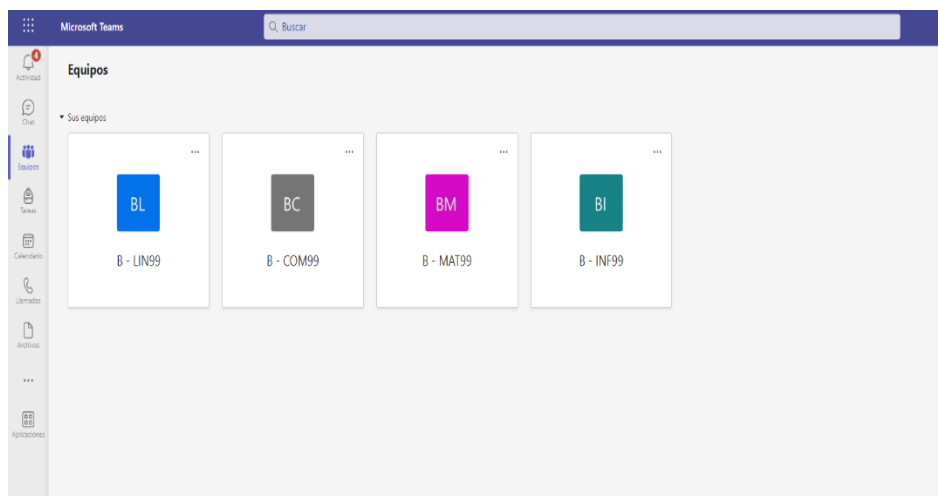 Microsoft Teams
Buscar
4
Actividad
Chat
Equipos
Tareas
Calendario
Llamadas
Archivos
Aplicaciones
Equipos
Sus equipos
BL
B - LIN99
BC
B - COM99
BM
B - MAT99
BI
B - INF99